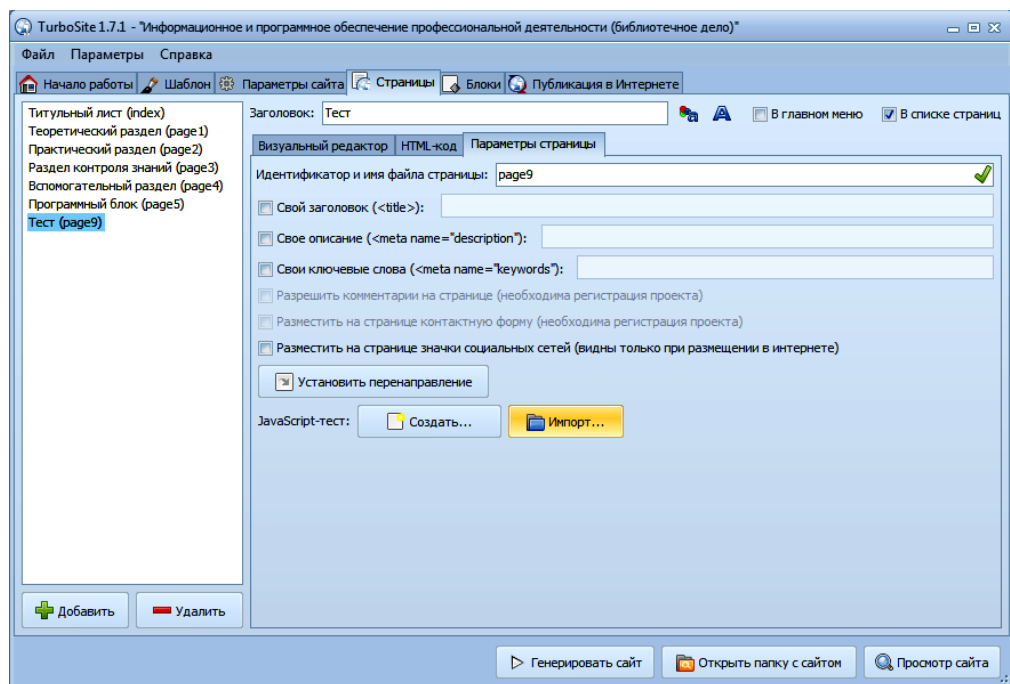 TurboSite 1.7.1 - "Информационное и программное обеспечение профессиональной деятельности (библиотечное дело)"
Файл Параметры Справка
Начало работы Шаблон Параметры сайта Страницы Блоки Публикация в Интернете
Титульный лист (index)
Теоретический раздел (page1)
Практический раздел (page2)
Раздел контроля знаний (page3)
Вспомогательный раздел (page4)
Программный блок (page5)
Тест (page9)
Добавить Удалить
Заголовок: Тест В главном меню В списке страниц
Визуальный редактор HTML-код Параметры страницы
Идентификатор и имя файла страницы: page9
Свой заголовок (<title>):
Свое описание (<meta name="description"):
Свои ключевые слова (<meta name="keywords"):
Разрешить комментарии на странице (необходима регистрация проекта)
Разместить на странице контактную форму (необходима регистрация проекта)
Разместить на странице значки социальных сетей (видны только при размещении в интернете)
Установить перенаправление
JavaScript-тест: Создать... Импорт...
Генерировать сайт Открыть папку с сайтом Просмотр сайта